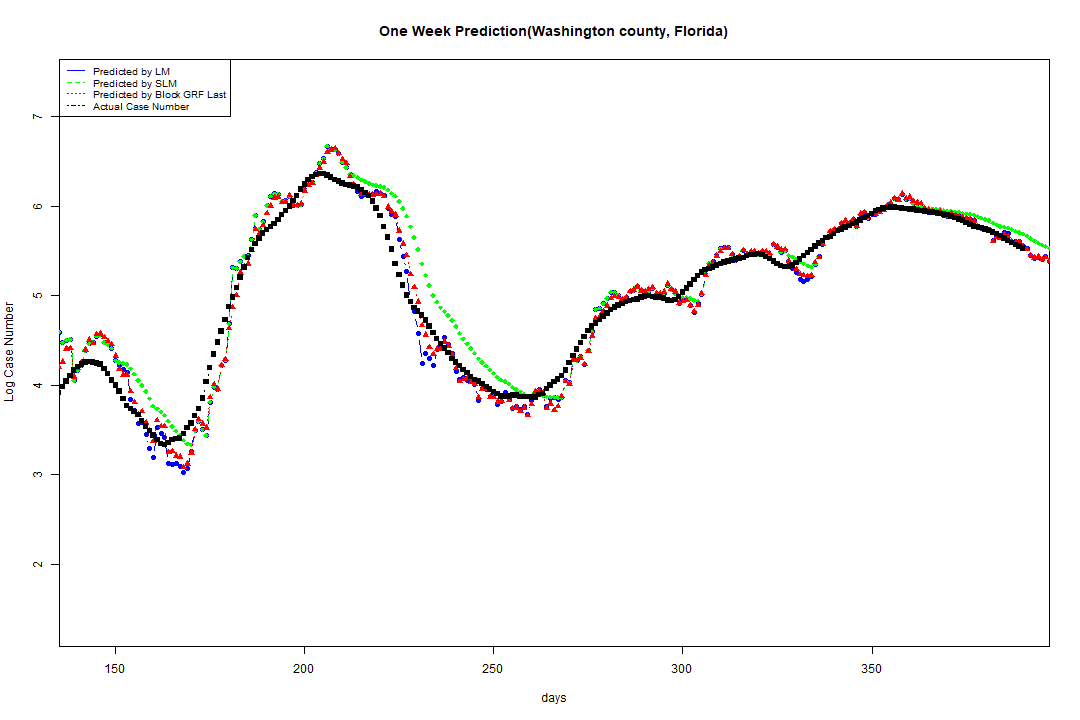 One Week Prediction(Washington county, Florida)
Predicted by LM
Predicted by SLM
Predicted by Block GRF Last
Actual Case Number
7
6
5
4
3
2
Log Case Number
150 200 250 300 350
days